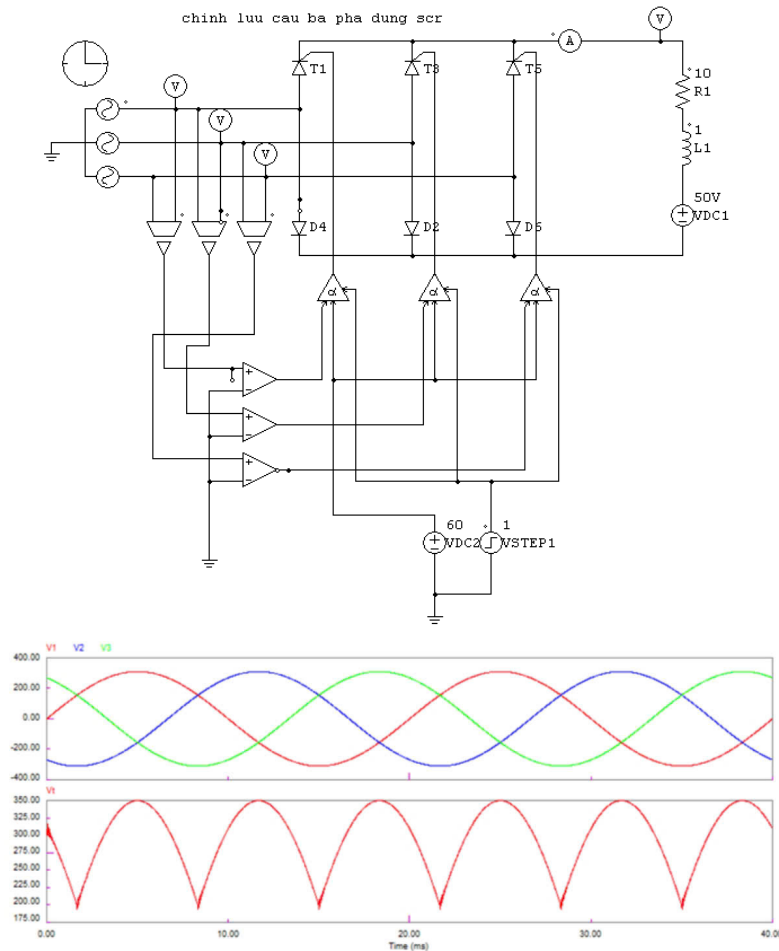 chinh luu cau ba pha dung scr
V
A
T1
T3
T5
10
R1
V
V
V
1
L1
50V
VDC1
D4
D2
D6
α
α
α
60
VDC2
1
VSTEP1
V1 V2 V3
400.00
200.00
0.00
-200.00
-400.00
Vt
350.00
325.00
300.00
275.00
250.00
225.00
200.00
175.00
0.00 10.00 20.00 30.00 40.00
Time (ms)